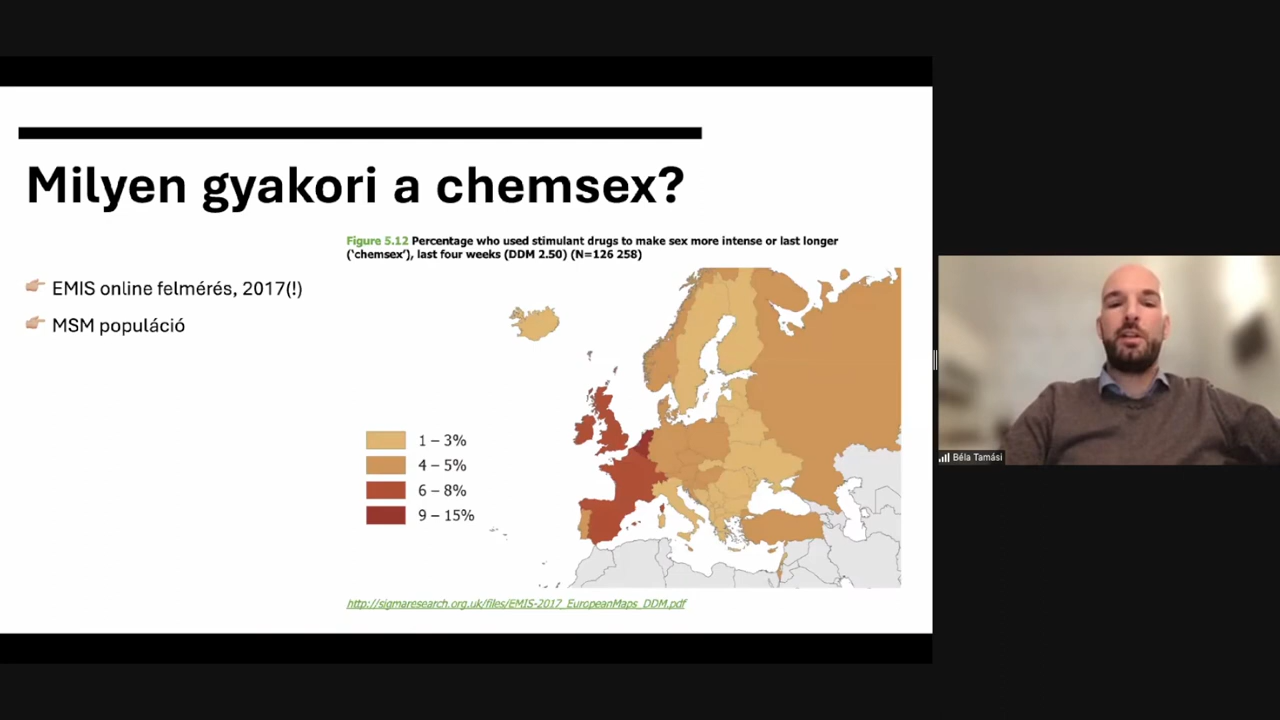 Milyen gyakori a chemsex?
Figure 5.12 Percentage who used stimulant drugs to make sex more intense or last longer
(‘chemsex’), last four weeks (DDM 2.50) (N=126 258)
EMIS online felmérés, 2017(!)
MSM populáció
1 – 3%
4 – 5%
6 – 8%
9 – 15%
http://sigmaresearch.org.uk/files/EMIS-2017_EuropeanMaps_DDM.pdf
Béla Tamási